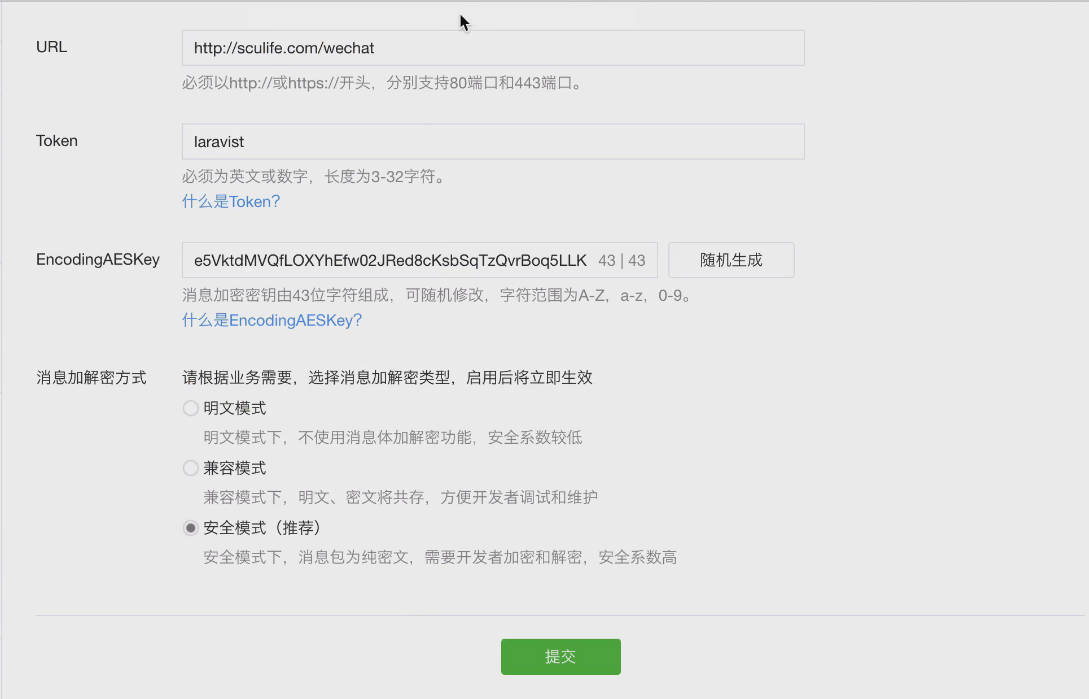 URL
http://sculife.com/wechat
必须以http://或https://开头，分别支持80端口和443端口。
Token
laravist
必须为英文或数字，长度为3-32字符。
什么是Token?
EncodingAESKey
e5VktdMVQfLOXYhEfw02JRed8cKsbSqTzQvrBoq5LLK 43 | 43 随机生成
消息加密密钥由43位字符组成，可随机修改，字符范围为A-Z，a-z，0-9。
什么是EncodingAESKey?
消息加解密方式
请根据业务需要，选择消息加解密类型，启用后将立即生效
明文模式
明文模式下，不使用消息体加解密功能，安全系数较低
兼容模式
兼容模式下，明文、密文将共存，方便开发者调试和维护
安全模式（推荐）
安全模式下，消息包为纯密文，需要开发者加密和解密，安全系数高
提交